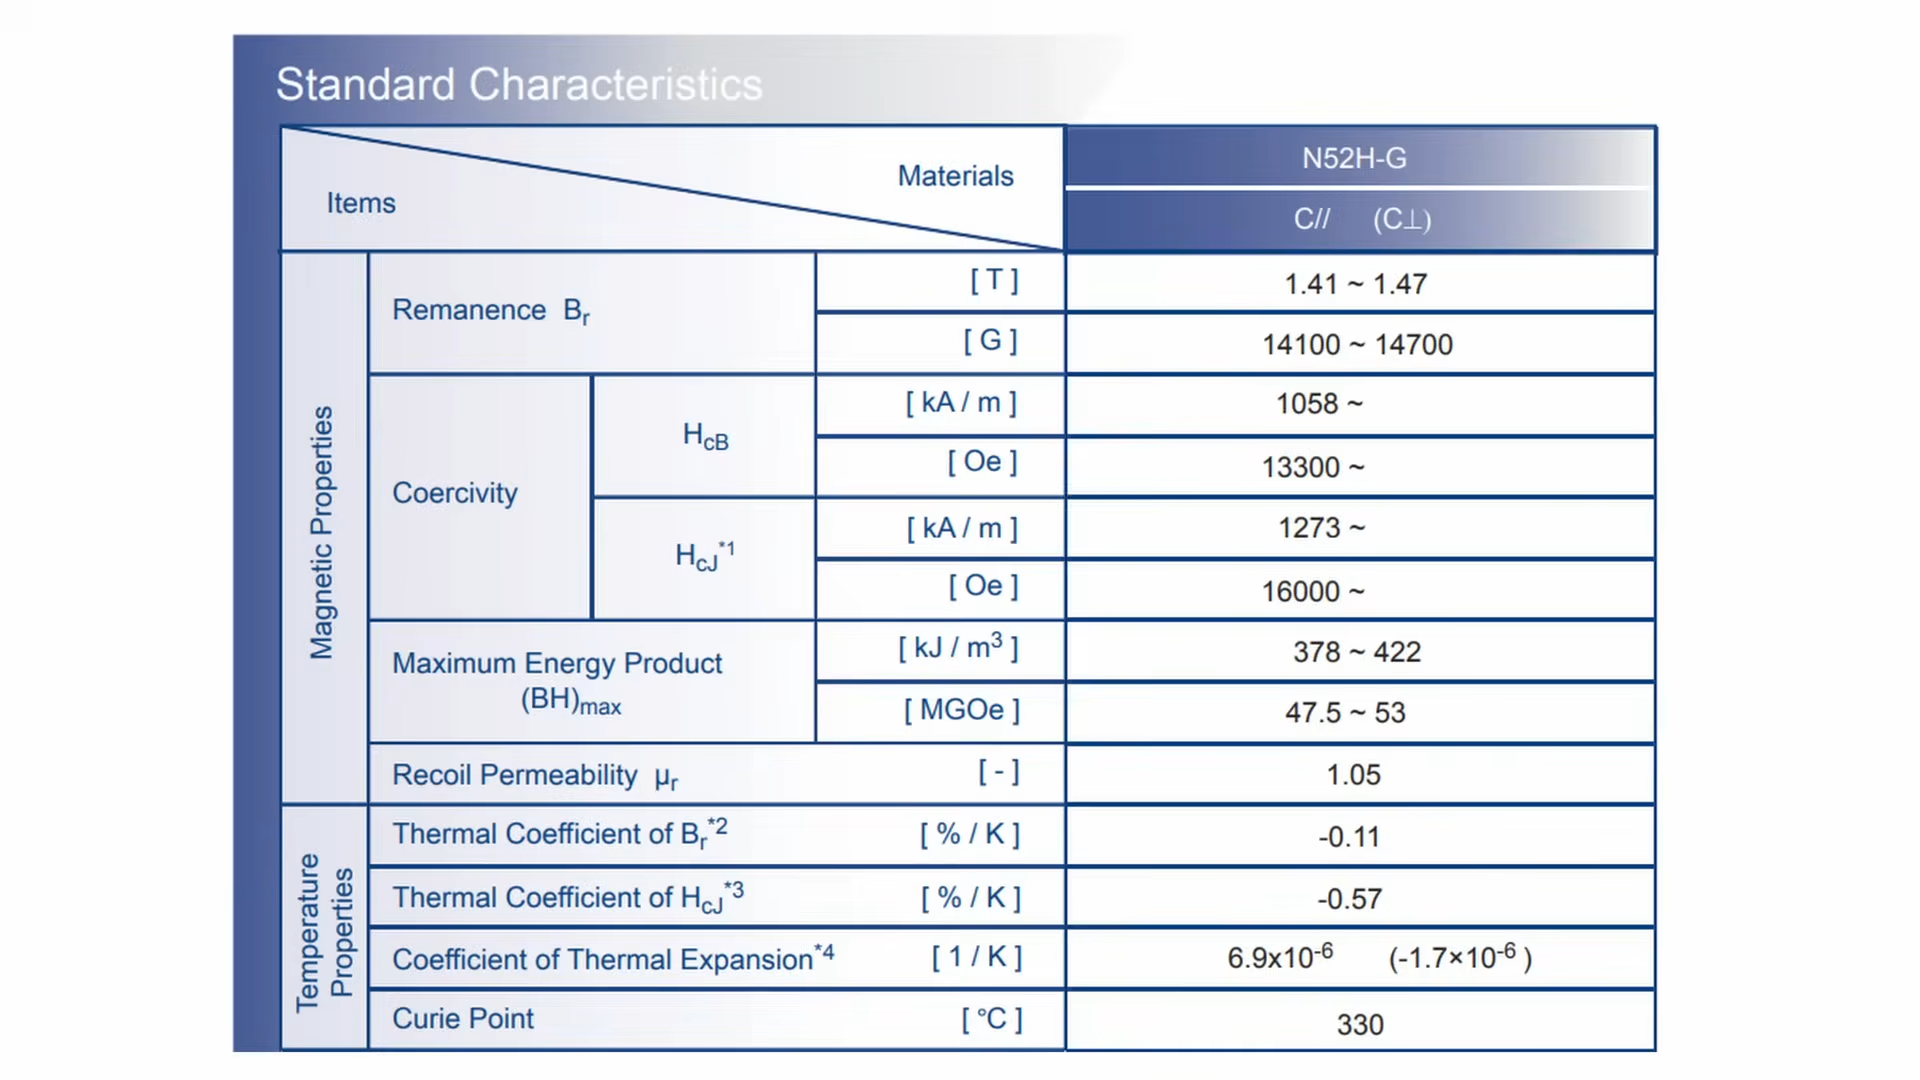 Standard Characteristics
Materials
Items
N52H-G
C// (C⊥)
Magnetic Properties
Remanence Br
[ T ]
1.41 ~ 1.47
[ G ]
14100 ~ 14700
Coercivity
HcB
[ kA / m ]
1058 ~
[ Oe ]
13300 ~
HcJ*1
[ kA / m ]
1273 ~
[ Oe ]
16000 ~
Maximum Energy Product
(BH)max
[ kJ / m3 ]
378 ~ 422
[ MGOe ]
47.5 ~ 53
Recoil Permeability μr [ - ]
1.05
Temperature
Properties
Thermal Coefficient of Br*2 [ % / K ]
-0.11
Thermal Coefficient of HcJ*3 [ % / K ]
-0.57
Coefficient of Thermal Expansion*4 [ 1 / K ]
6.9x10-6 (-1.7×10-6 )
Curie Point [ °C ]
330